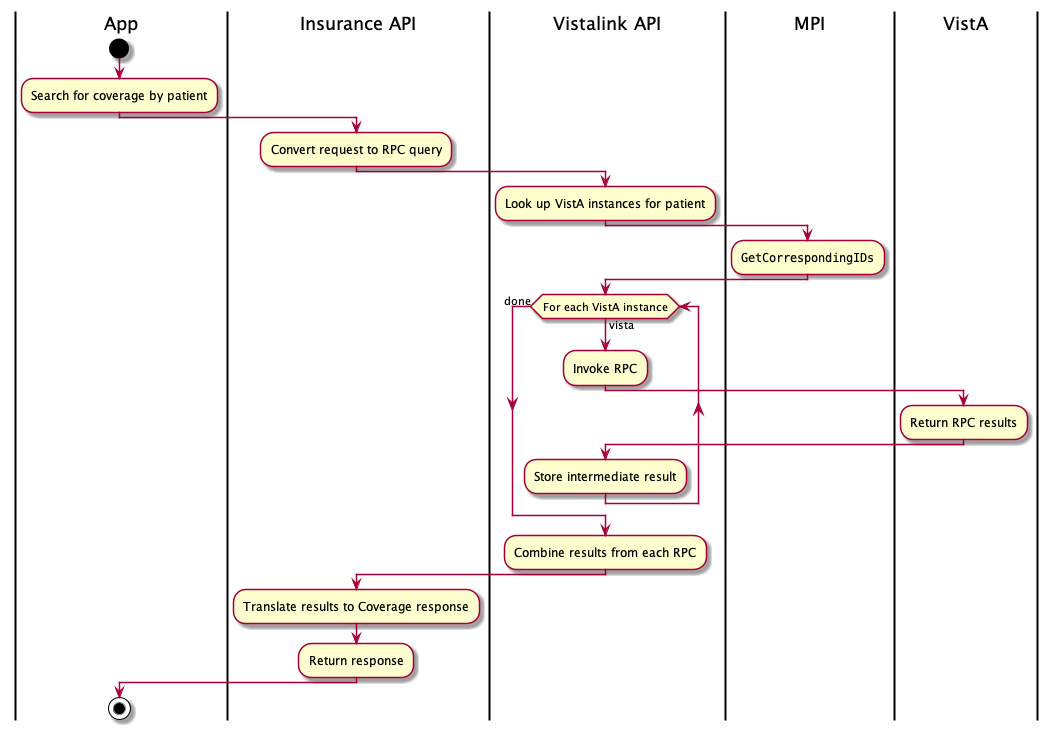 App
Insurance API
Vistalink API
MPI
VistA
Search for coverage by patient
Convert request to RPC query
Look up VistA instances for patient
GetCorrespondingIDs
done
For each VistA instance
vista
Invoke RPC
Return RPC results
Store intermediate result
Combine results from each RPC
Translate results to Coverage response
Return response